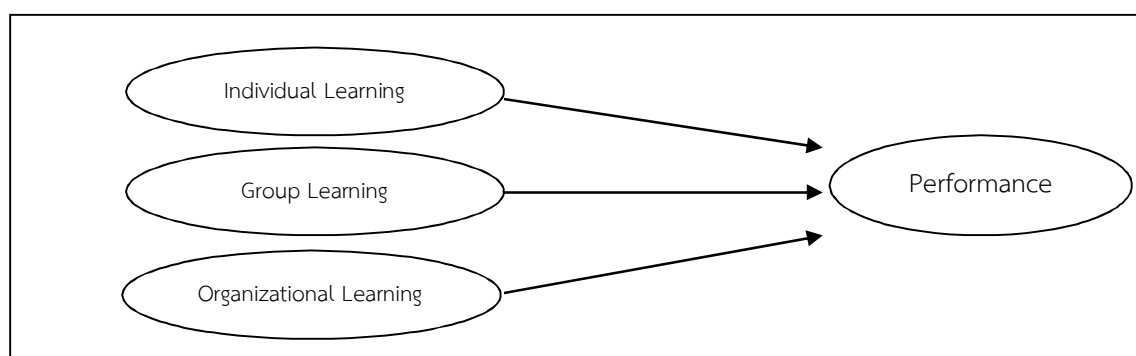 Individual Learning
Group Learning
Performance
Organizational Learning